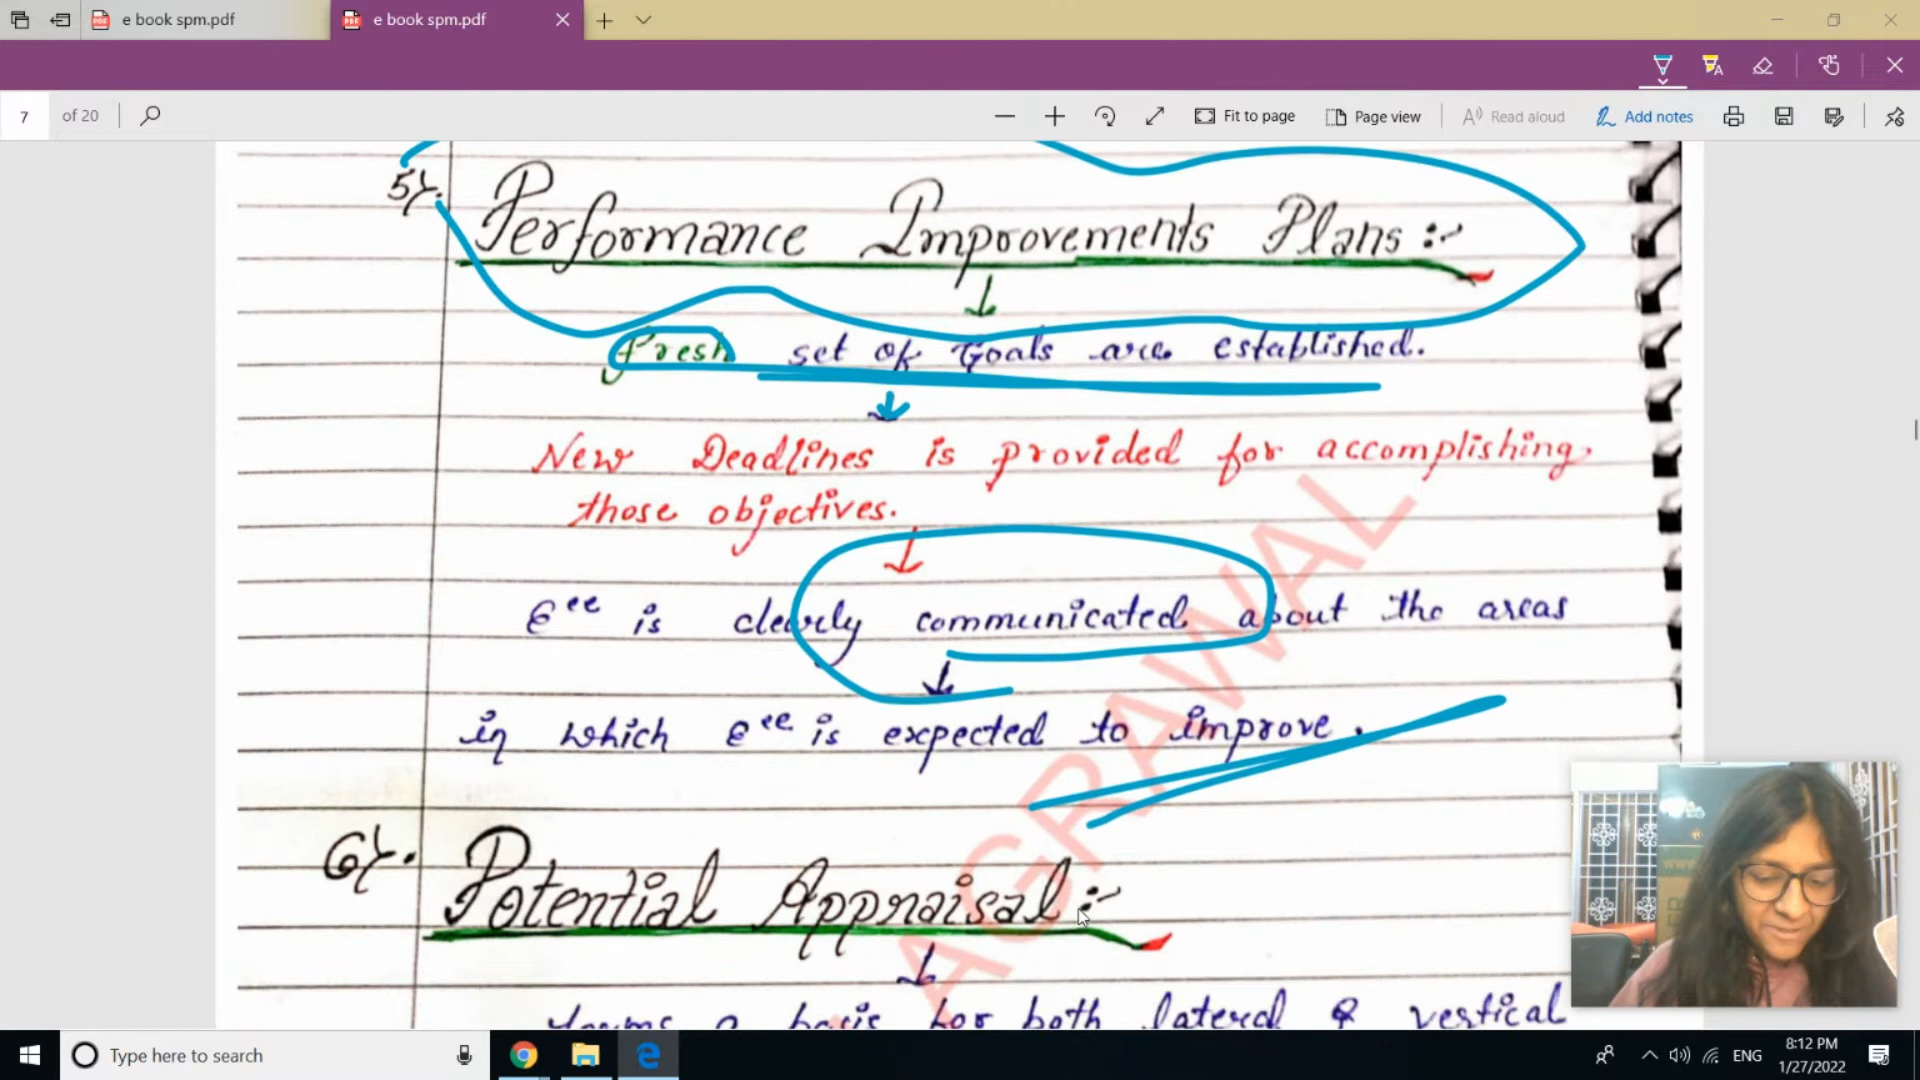 e book spm.pdf
e book spm.pdf
7 of 20
Fit to page
Page view
Read aloud
Add notes
5). Performance Improvements Plans :-
fresh set of Goals are established.
New Deadlines is provided for accomplishing
those objectives.
Eee is clearly communicated about the areas
in which eee is expected to improve.
AGRAWAL
6). Potential Appraisal :-
forms a basis for both lateral & vertical
Type here to search
ENG
8:12 PM
1/27/2022